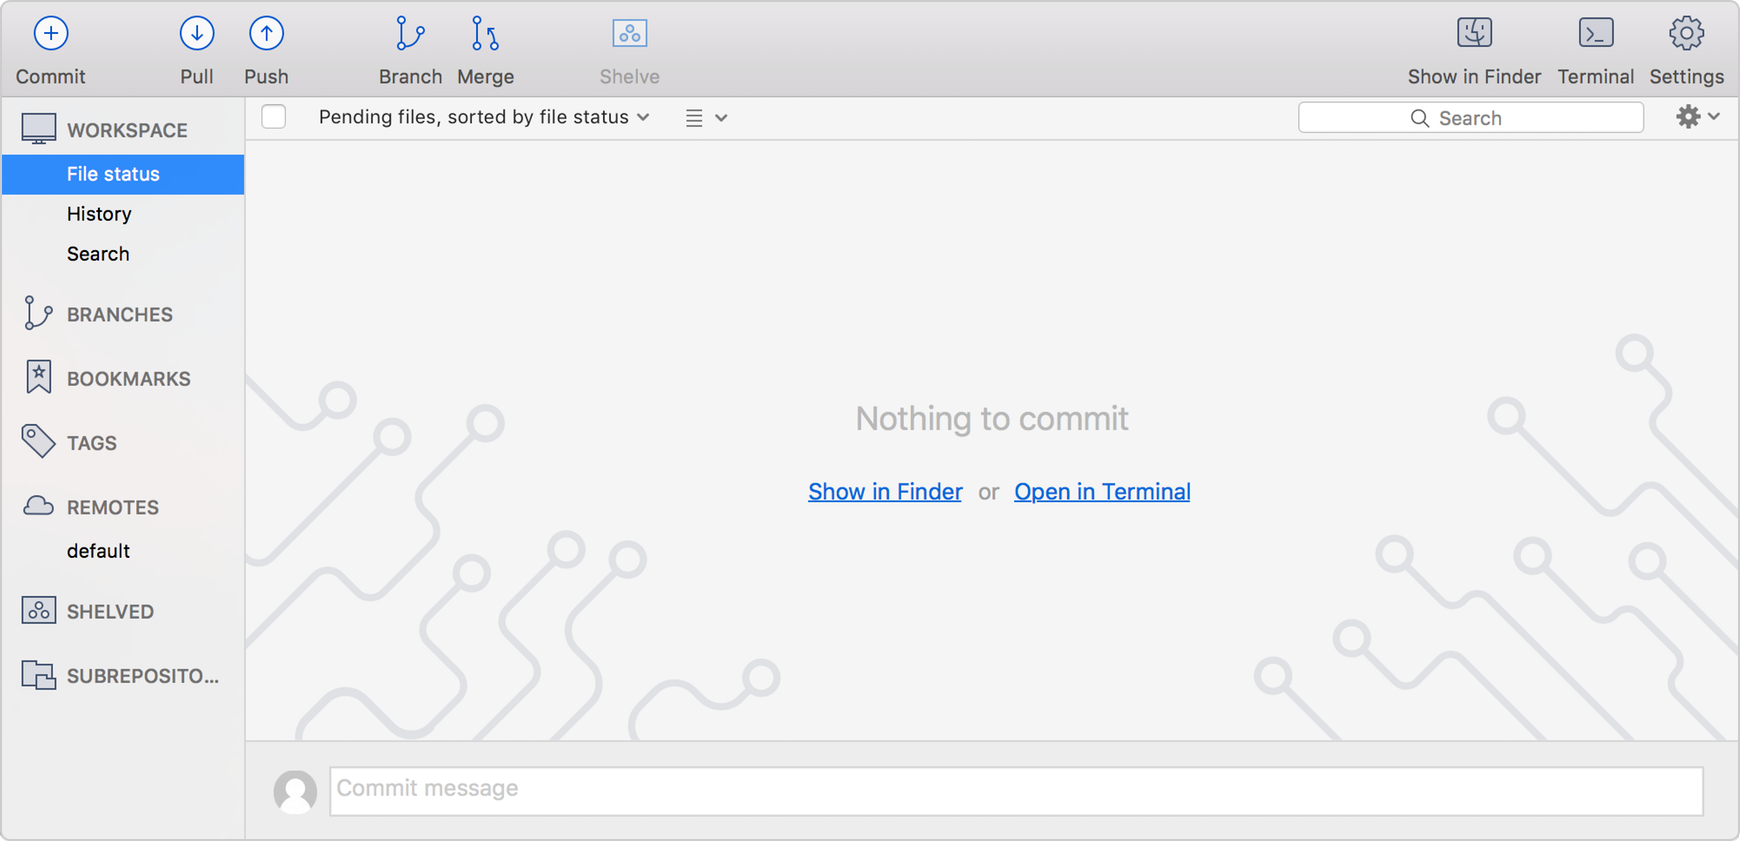 Commit Pull Push Branch Merge Shelve Show in Finder Terminal Settings
WORKSPACE
File status
History
Search
BRANCHES
BOOKMARKS
TAGS
REMOTES
default
SHELVED
SUBREPOSITO...
Pending files, sorted by file status
Search
Nothing to commit
Show in Finder or Open in Terminal
Commit message